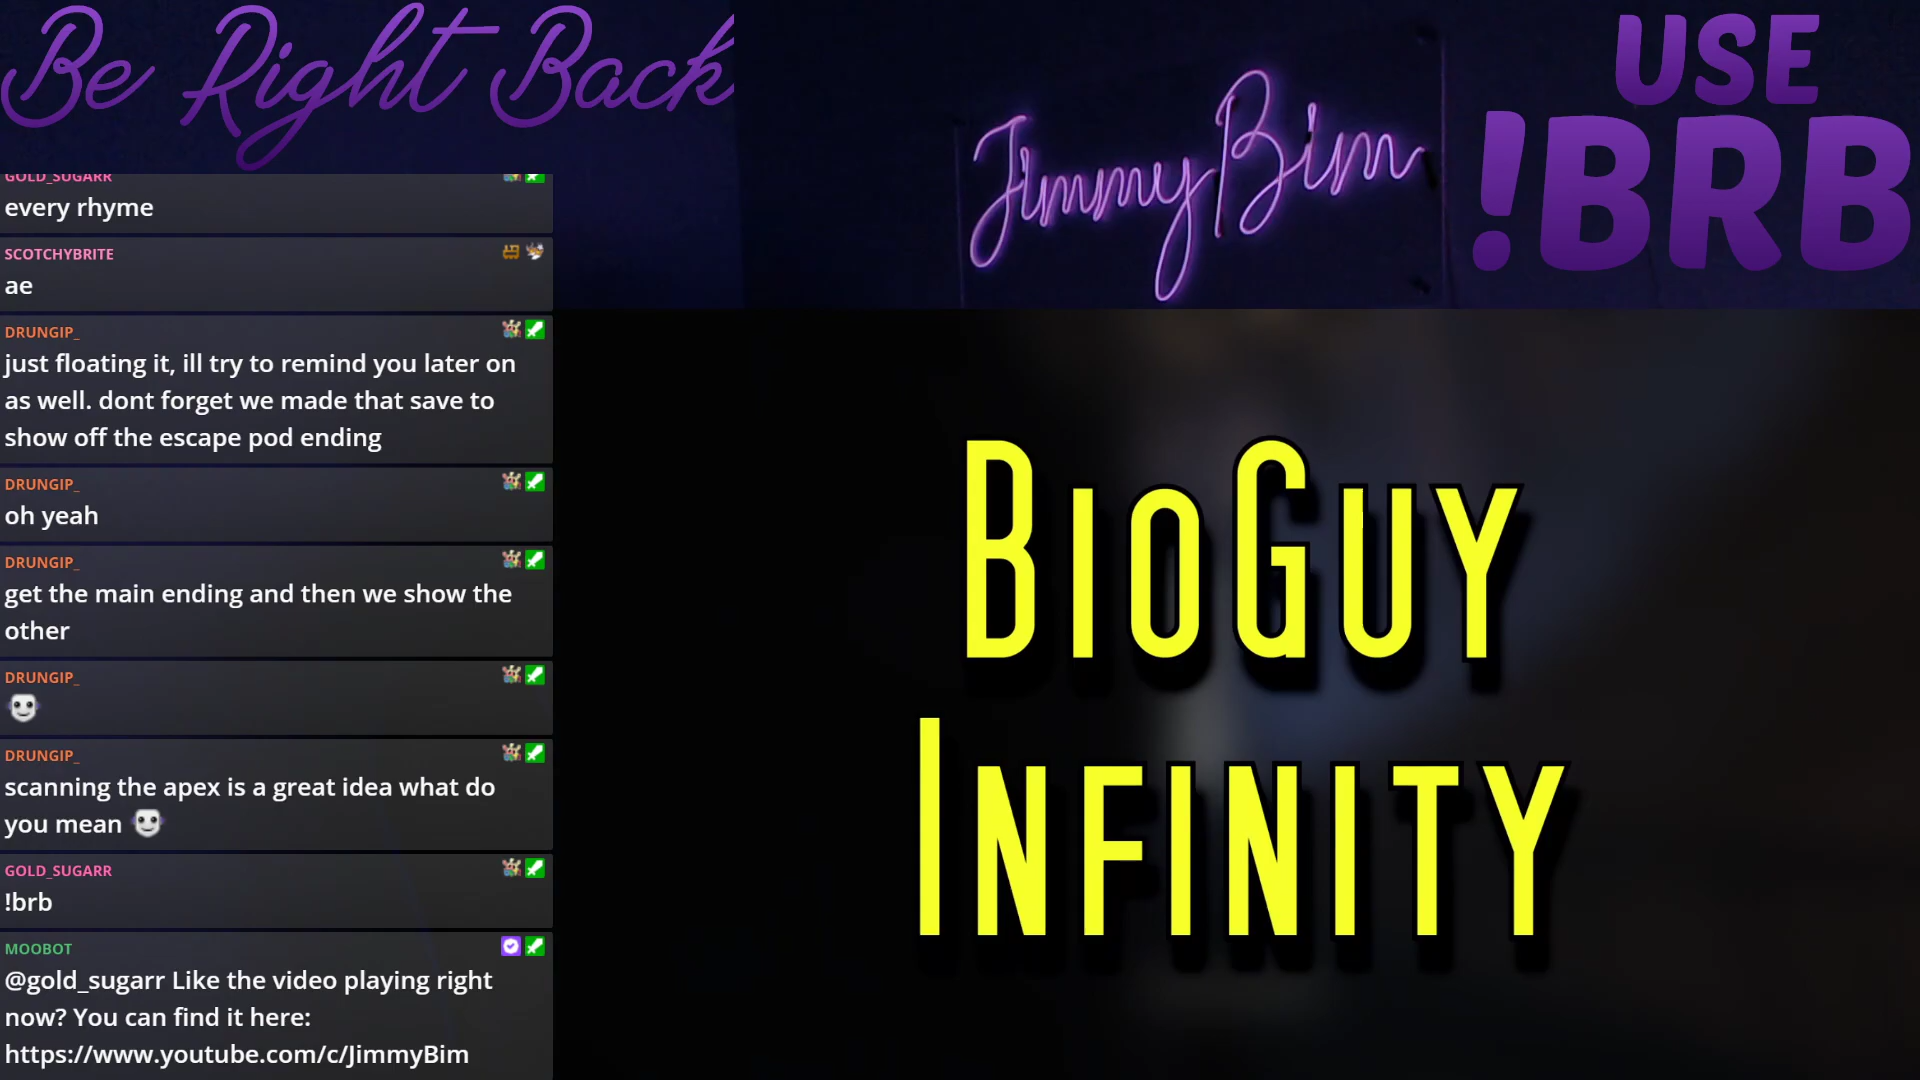 Be Right Back
JimmyBim
USE
!BRB
GOLD_SUGARR
every rhyme
SCOTCHYBRITE
ae
DRUNGIP_
just floating it, ill try to remind you later on
as well. dont forget we made that save to
show off the escape pod ending
DRUNGIP_
oh yeah
DRUNGIP_
get the main ending and then we show the
other
DRUNGIP_
DRUNGIP_
scanning the apex is a great idea what do
you mean
GOLD_SUGARR
!brb
MOOBOT
@gold_sugarr Like the video playing right
now? You can find it here:
https://www.youtube.com/c/JimmyBim
BIOGUY
INFINITY